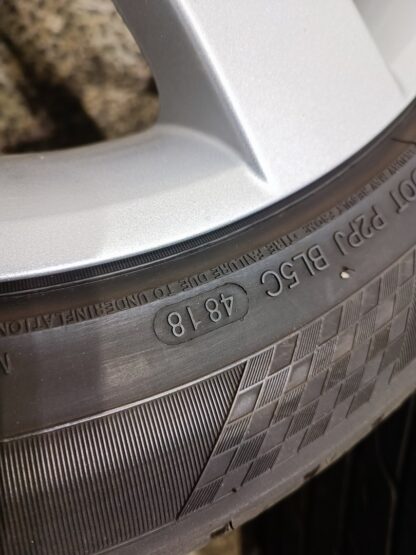 DOT P2PJ BL5C 4818
TIRE FAILURE DUE TO UNDERINFLATION